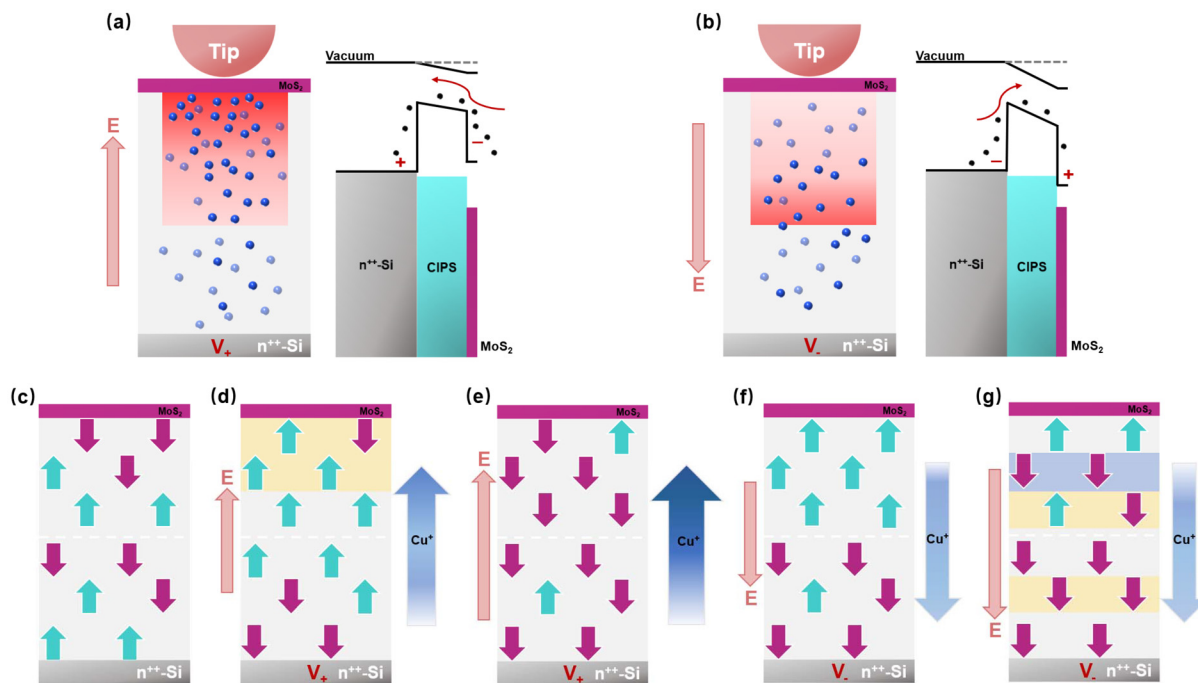 (a)
Tip
MoS₂
E
V₊ n⁺⁺-Si
Vacuum
+
−
n⁺⁺-Si
CIPS
MoS₂
(b)
Tip
MoS₂
E
V₋ n⁺⁺-Si
Vacuum
−
+
n⁺⁺-Si
CIPS
MoS₂
(c)
MoS₂
n⁺⁺-Si
(d)
MoS₂
E
Cu⁺
V₊ n⁺⁺-Si
(e)
MoS₂
E
Cu⁺
V₊ n⁺⁺-Si
(f)
MoS₂
E
Cu⁺
V₋ n⁺⁺-Si
(g)
MoS₂
E
Cu⁺
V₋ n⁺⁺-Si